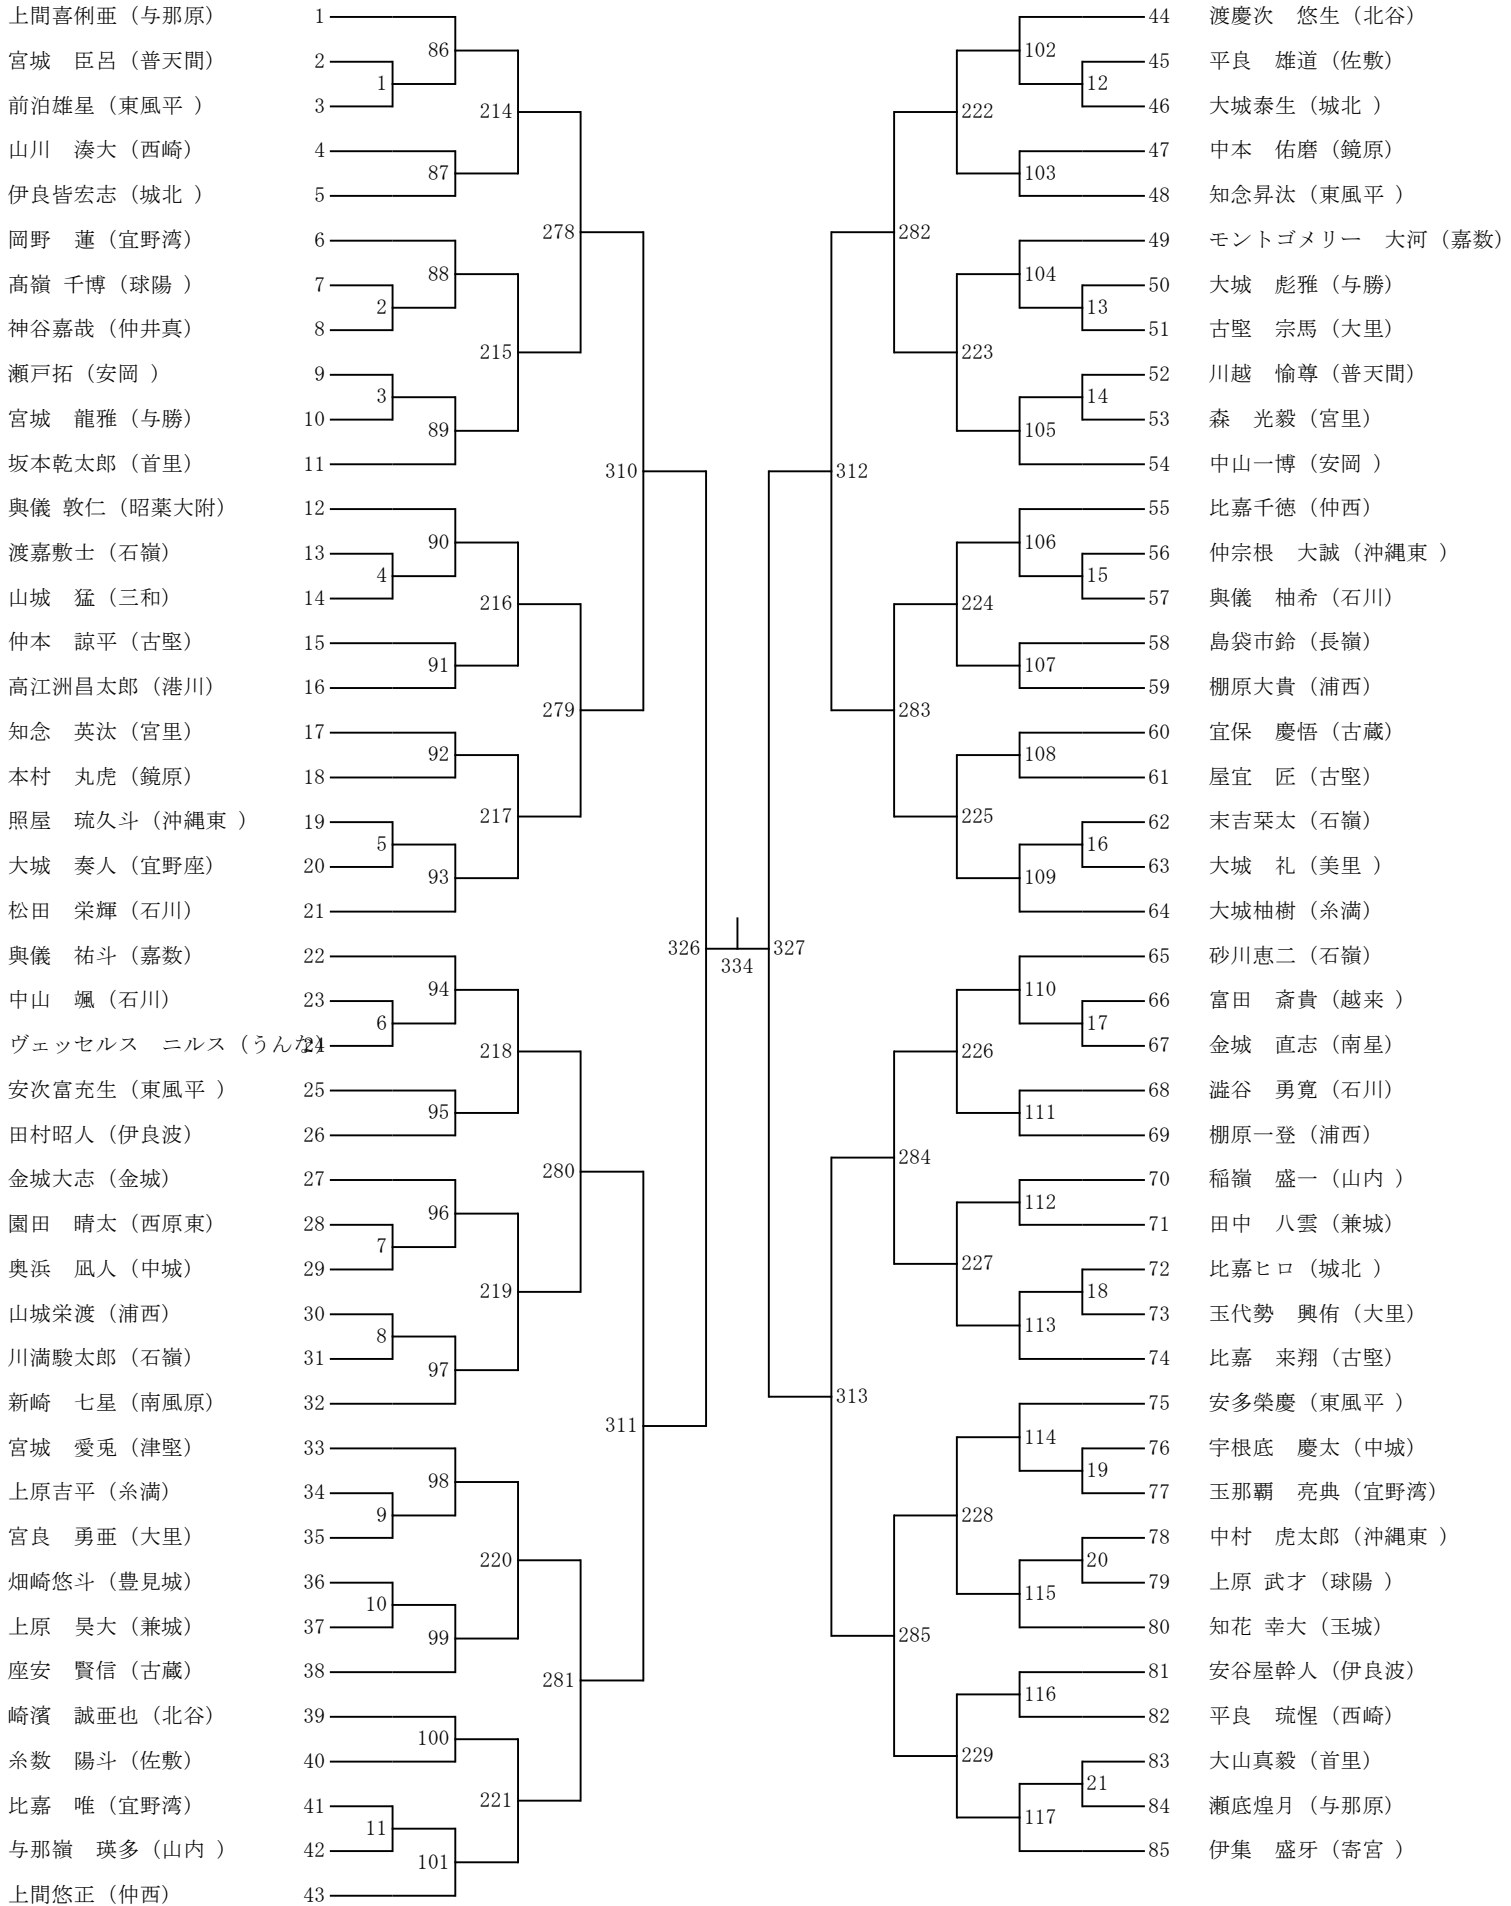 上間喜俐亜（与那原） 1
宮城　臣呂（普天間） 2
前泊雄星（東風平 ） 3
山川　湊大（西崎） 4
伊良皆宏志（城北 ） 5
岡野　蓮（宜野湾） 6
髙嶺 千博（球陽 ） 7
神谷嘉哉（仲井真） 8
瀬戸拓（安岡 ） 9
宮城　龍雅（与勝） 10
坂本乾太郎（首里） 11
與儀 敦仁（昭薬大附） 12
渡嘉敷士（石嶺） 13
山城　猛（三和） 14
仲本　諒平（古堅） 15
高江洲昌太郎（港川） 16
知念　英汰（宮里） 17
本村　丸虎（鏡原） 18
照屋　琉久斗（沖縄東 ） 19
大城　奏人（宜野座） 20
松田　栄輝（石川） 21
與儀　祐斗（嘉数） 22
中山　颯（石川） 23
ヴェッセルス　ニルス（うんな） 24
安次富充生（東風平 ） 25
田村昭人（伊良波） 26
金城大志（金城） 27
園田　晴太（西原東） 28
奥浜　凪人（中城） 29
山城栄渡（浦西） 30
川満駿太郎（石嶺） 31
新崎　七星（南風原） 32
宮城　愛兎（津堅） 33
上原吉平（糸満） 34
宮良　勇亜（大里） 35
畑崎悠斗（豊見城） 36
上原　昊大（兼城） 37
座安　賢信（古蔵） 38
崎濱　誠亜也（北谷） 39
糸数　陽斗（佐敷） 40
比嘉　唯（宜野湾） 41
与那嶺　瑛多（山内 ） 42
上間悠正（仲西） 43
1
2
3
4
5
6
7
8
9
10
11
86
87
88
89
90
91
92
93
94
95
96
97
98
99
100
101
214
215
216
217
218
219
220
221
278
279
280
281
310
311
326
334
327
312
313
282
283
284
285
222
223
224
225
226
227
228
229
102
103
104
105
106
107
108
109
110
111
112
113
114
115
116
117
12
13
14
15
16
17
18
19
20
21
44 渡慶次　悠生（北谷）
45 平良　雄道（佐敷）
46 大城泰生（城北 ）
47 中本　佑磨（鏡原）
48 知念昇汰（東風平 ）
49 モントゴメリー　大河（嘉数）
50 大城　彪雅（与勝）
51 古堅　宗馬（大里）
52 川越　愉尊（普天間）
53 森　光毅（宮里）
54 中山一博（安岡 ）
55 比嘉千徳（仲西）
56 仲宗根　大誠（沖縄東 ）
57 與儀　柚希（石川）
58 島袋市鈴（長嶺）
59 棚原大貴（浦西）
60 宜保　慶悟（古蔵）
61 屋宜　匠（古堅）
62 末吉栞太（石嶺）
63 大城　礼（美里 ）
64 大城柚樹（糸満）
65 砂川恵二（石嶺）
66 富田　斎貴（越来 ）
67 金城　直志（南星）
68 澁谷　勇寛（石川）
69 棚原一登（浦西）
70 稲嶺　盛一（山内 ）
71 田中　八雲（兼城）
72 比嘉ヒロ（城北 ）
73 玉代勢　興侑（大里）
74 比嘉　来翔（古堅）
75 安多榮慶（東風平 ）
76 宇根底　慶太（中城）
77 玉那覇　亮典（宜野湾）
78 中村　虎太郎（沖縄東 ）
79 上原 武才（球陽 ）
80 知花 幸大（玉城）
81 安谷屋幹人（伊良波）
82 平良　琉惺（西崎）
83 大山真毅（首里）
84 瀬底煌月（与那原）
85 伊集　盛牙（寄宮 ）